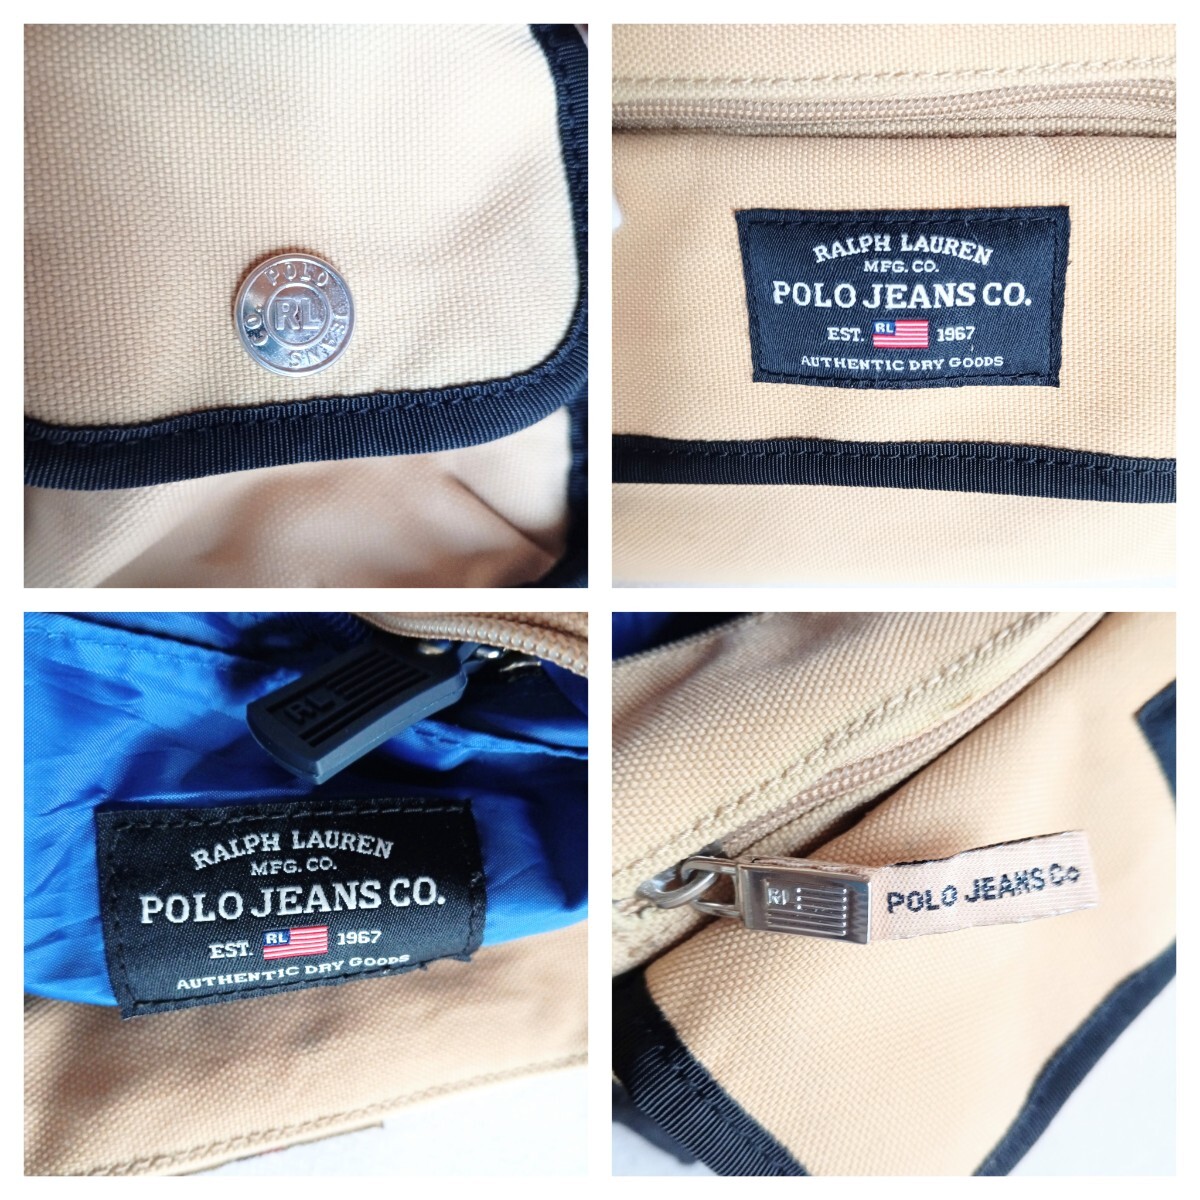 POLO
RL
JEANS
CO.
RALPH LAUREN
MFG. CO.
POLO JEANS CO.
EST. RL 1967
AUTHENTIC DRY GOODS
RL
RALPH LAUREN
MFG. CO.
POLO JEANS CO.
EST. RL 1967
AUTHENTIC DRY GOODS
RL
POLO JEANS Co